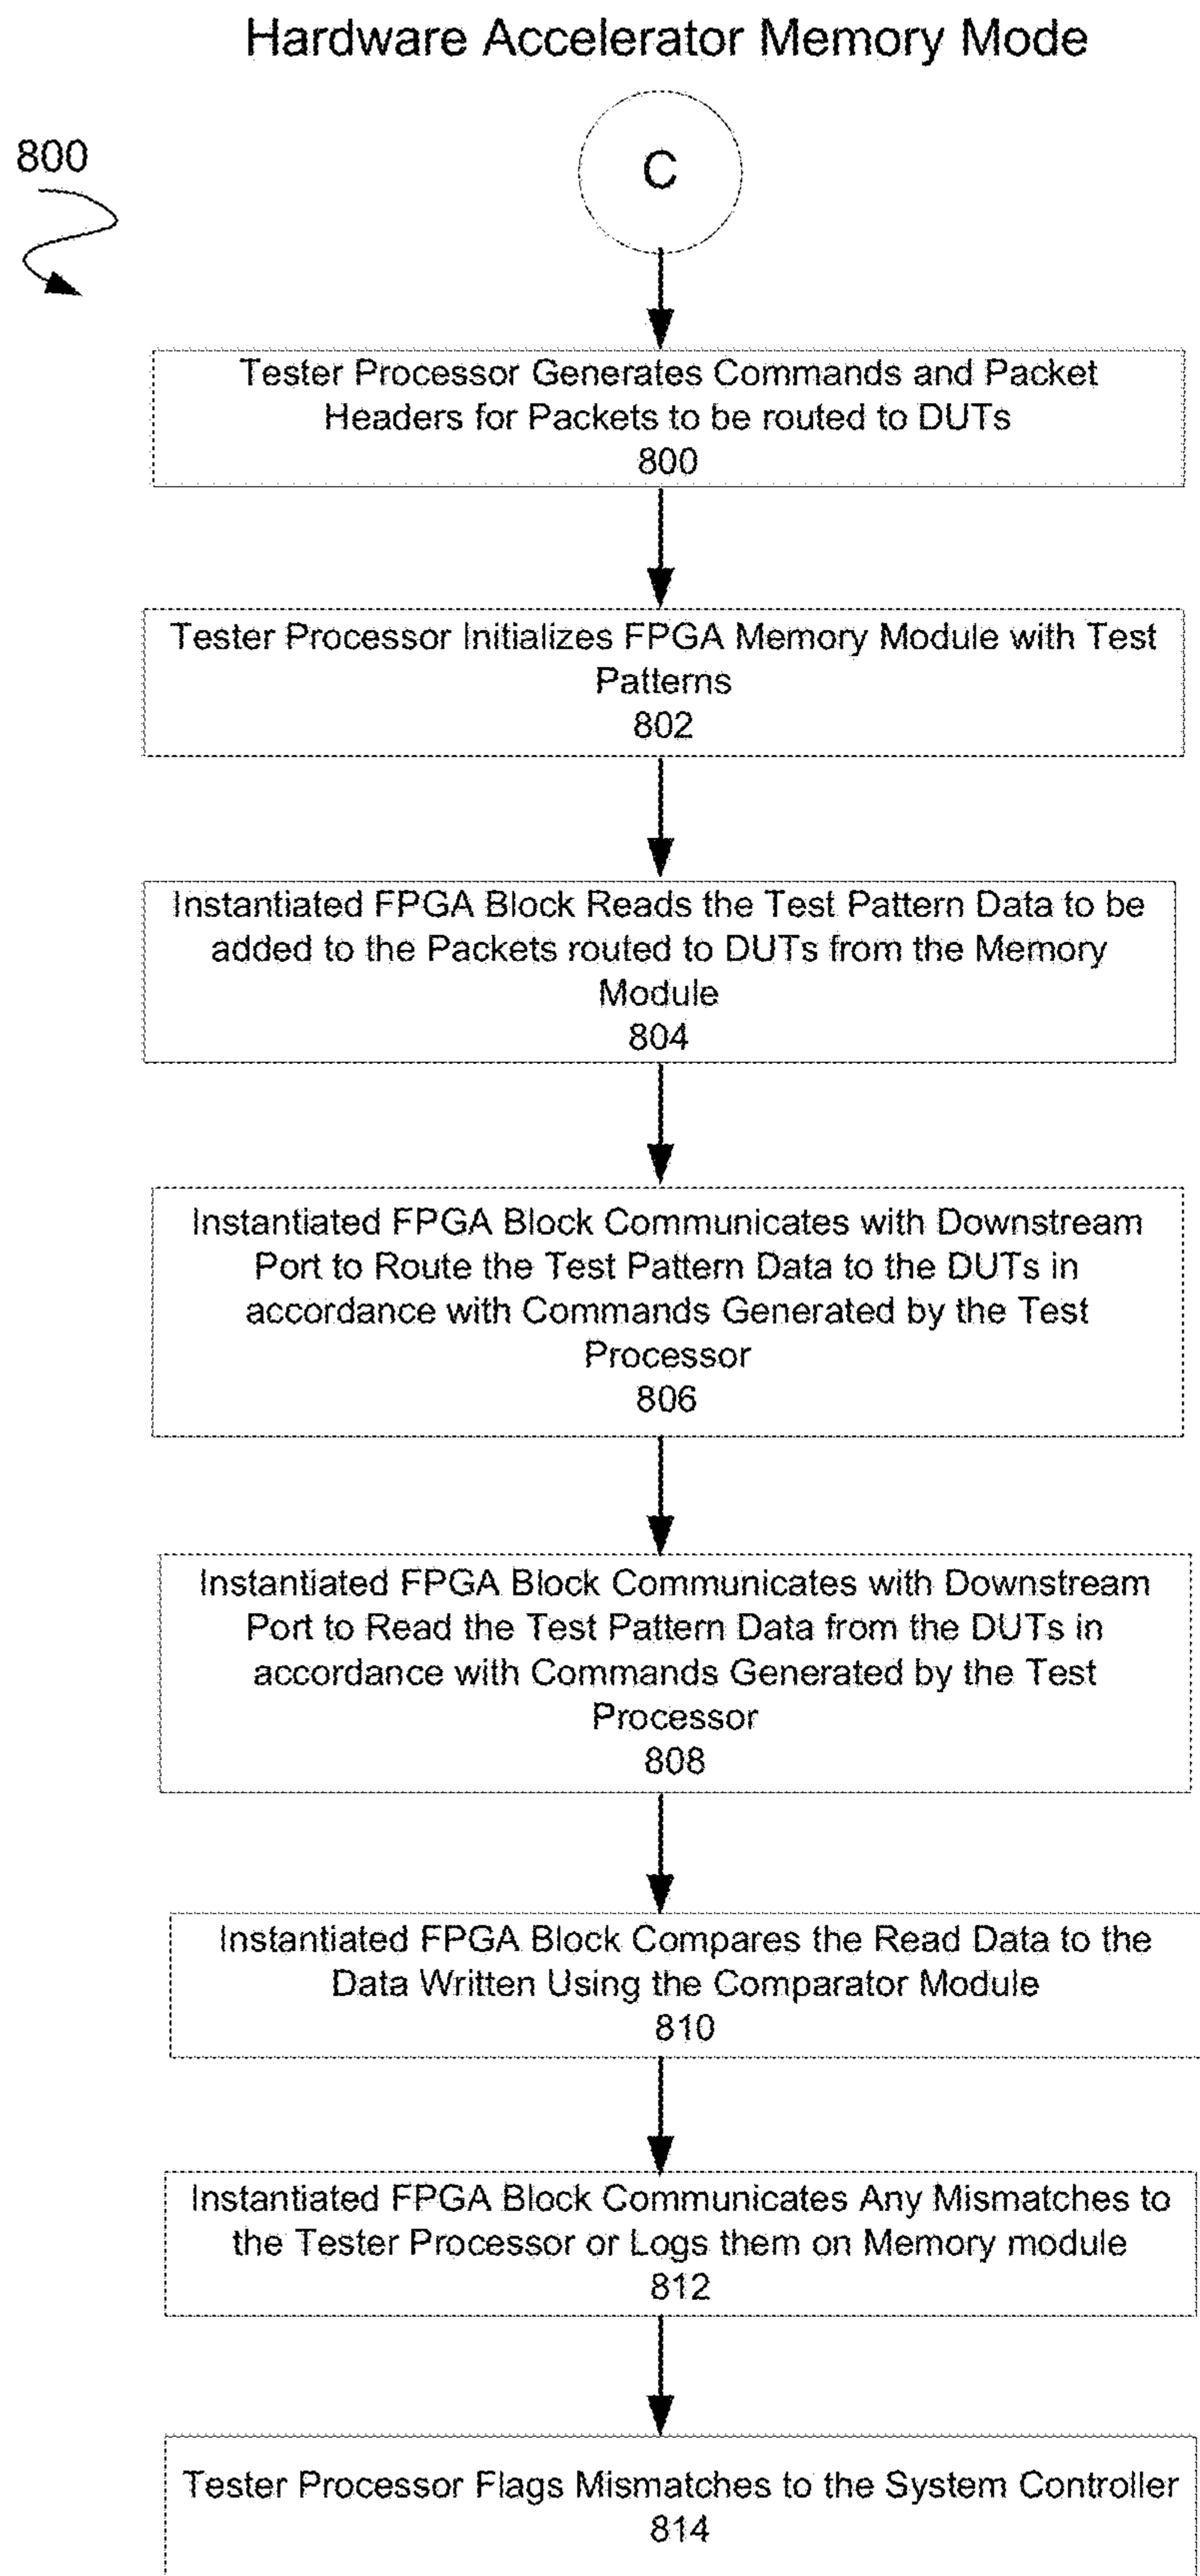 Hardware Accelerator Memory Mode
C
800
Tester Processor Generates Commands and Packet
Headers for Packets to be routed to DUTs
800
Tester Processor Initializes FPGA Memory Module with Test
Patterns
802
Instantiated FPGA Block Reads the Test Pattern Data to be
added to the Packets routed to DUTs from the Memory
Module
804
Instantiated FPGA Block Communicates with Downstream
Port to Route the Test Pattern Data to the DUTs in
accordance with Commands Generated by the Test
Processor
806
Instantiated FPGA Block Communicates with Downstream
Port to Read the Test Pattern Data from the DUTs in
accordance with Commands Generated by the Test
Processor
808
Instantiated FPGA Block Compares the Read Data to the
Data Written Using the Comparator Module
810
Instantiated FPGA Block Communicates Any Mismatches to
the Tester Processor or Logs them on Memory module
812
Tester Processor Flags Mismatches to the System Controller
814